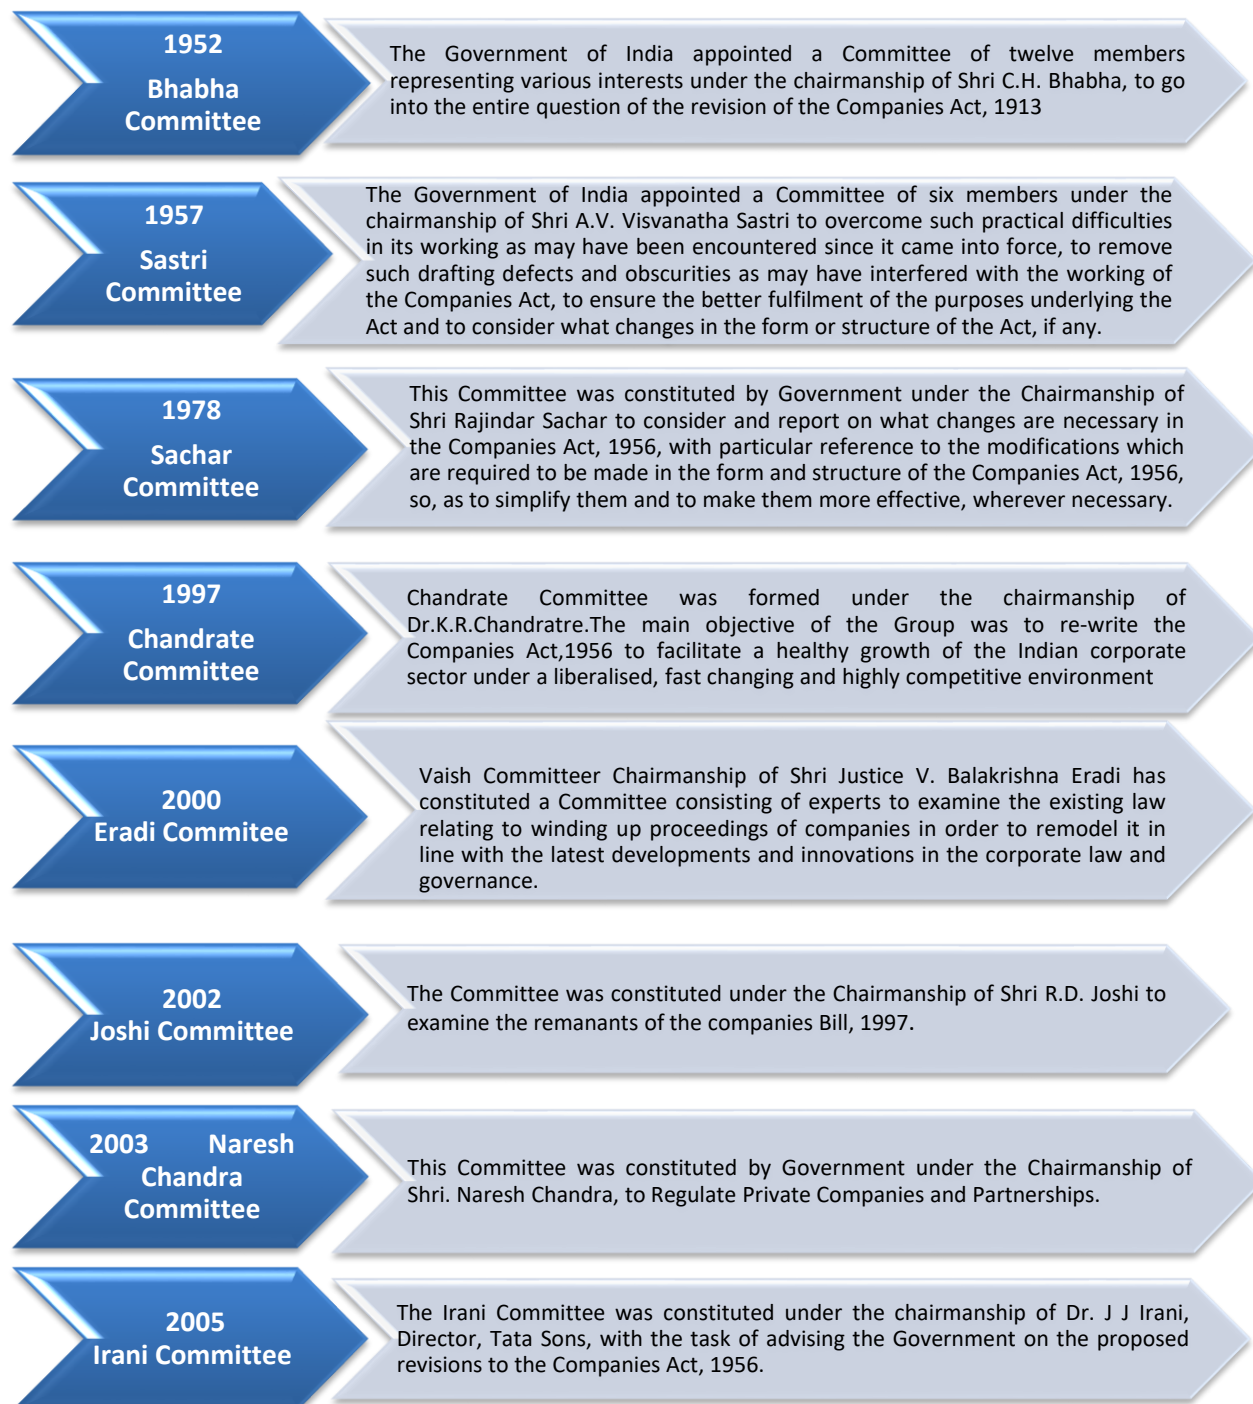 1952
Bhabha
Committee
The Government of India appointed a Committee of twelve members
representing various interests under the chairmanship of Shri C.H. Bhabha, to go
into the entire question of the revision of the Companies Act, 1913
1957
Sastri
Committee
The Government of India appointed a Committee of six members under the
chairmanship of Shri A.V. Visvanatha Sastri to overcome such practical difficulties
in its working as may have been encountered since it came into force, to remove
such drafting defects and obscurities as may have interfered with the working of
the Companies Act, to ensure the better fulfilment of the purposes underlying the
Act and to consider what changes in the form or structure of the Act, if any.
1978
Sachar
Committee
This Committee was constituted by Government under the Chairmanship of
Shri Rajindar Sachar to consider and report on what changes are necessary in
the Companies Act, 1956, with particular reference to the modifications which
are required to be made in the form and structure of the Companies Act, 1956,
so, as to simplify them and to make them more effective, wherever necessary.
1997
Chandrate
Committee
Chandrate Committee was formed under the chairmanship of
Dr.K.R.Chandratre.The main objective of the Group was to re-write the
Companies Act,1956 to facilitate a healthy growth of the Indian corporate
sector under a liberalised, fast changing and highly competitive environment
2000
Eradi Commitee
Vaish Committeer Chairmanship of Shri Justice V. Balakrishna Eradi has
constituted a Committee consisting of experts to examine the existing law
relating to winding up proceedings of companies in order to remodel it in
line with the latest developments and innovations in the corporate law and
governance.
2002
Joshi Committee
The Committee was constituted under the Chairmanship of Shri R.D. Joshi to
examine the remanants of the companies Bill, 1997.
2003 Naresh
Chandra
Committee
This Committee was constituted by Government under the Chairmanship of
Shri. Naresh Chandra, to Regulate Private Companies and Partnerships.
2005
Irani Committee
The Irani Committee was constituted under the chairmanship of Dr. J J Irani,
Director, Tata Sons, with the task of advising the Government on the proposed
revisions to the Companies Act, 1956.